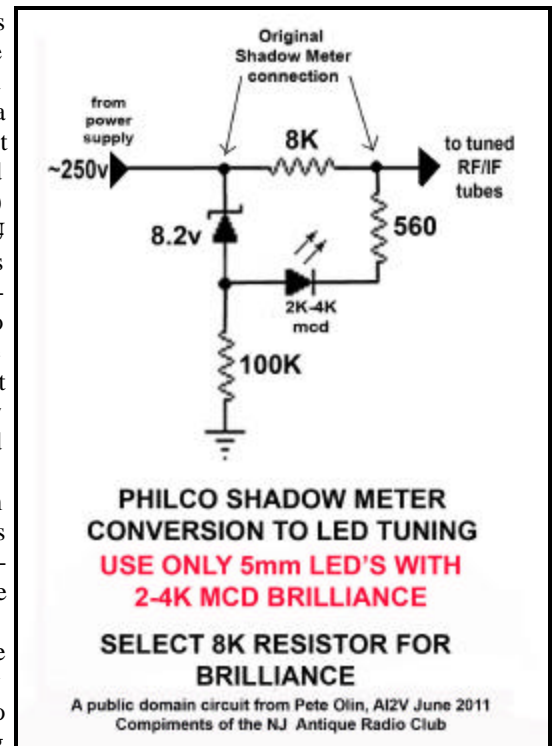 Original
Shadow Meter
connection
from
power
supply
8K
to tuned
RF/IF
tubes
~250v
8.2v
560
2K-4K
mcd
100K
PHILCO SHADOW METER
CONVERSION TO LED TUNING
USE ONLY 5mm LED'S WITH
2-4K MCD BRILLIANCE
SELECT 8K RESISTOR FOR
BRILLIANCE
A public domain circuit from Pete Olin, AI2V June 2011
Compiments of the NJ Antique Radio Club